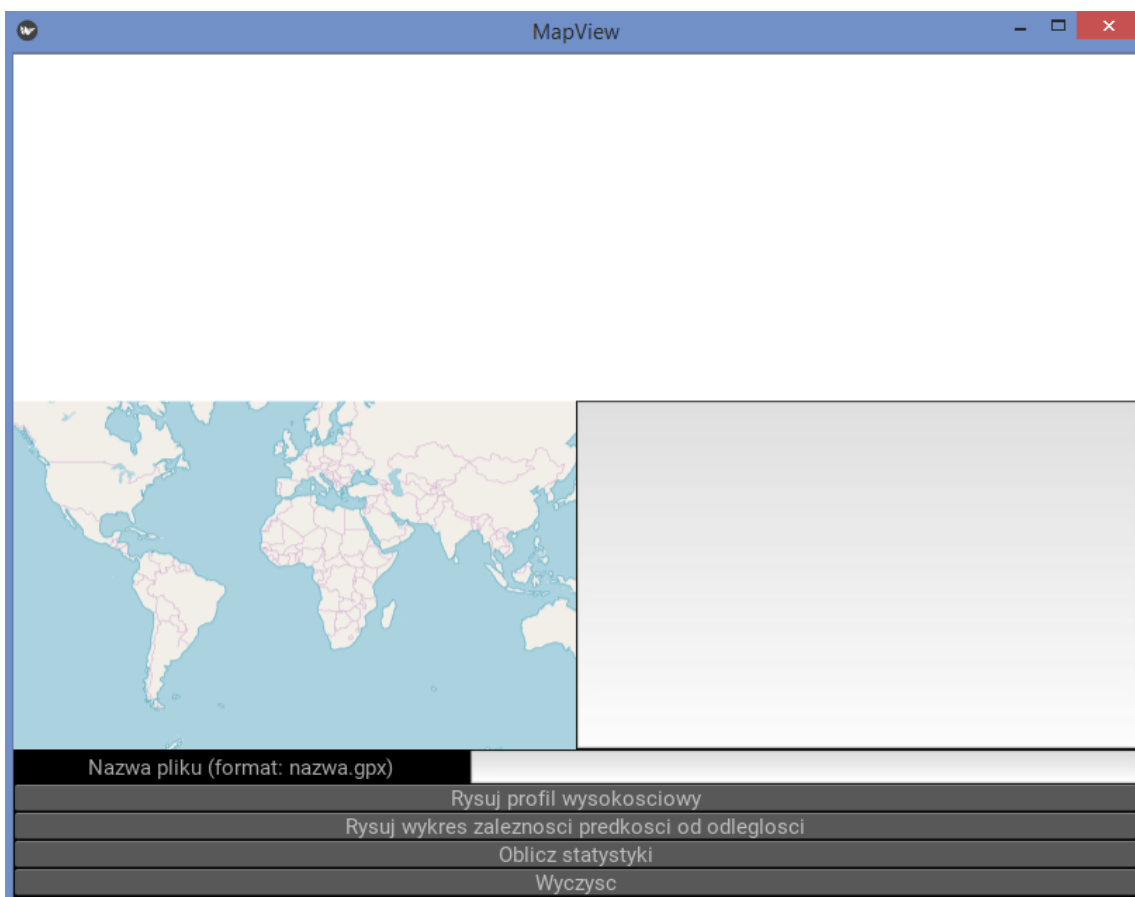 MapView
Nazwa pliku (format: nazwa.gpx)
Rysuj profil wysokosciowy
Rysuj wykres zaleznosci predkosci od odleglosci
Oblicz statystyki
Wyczysc